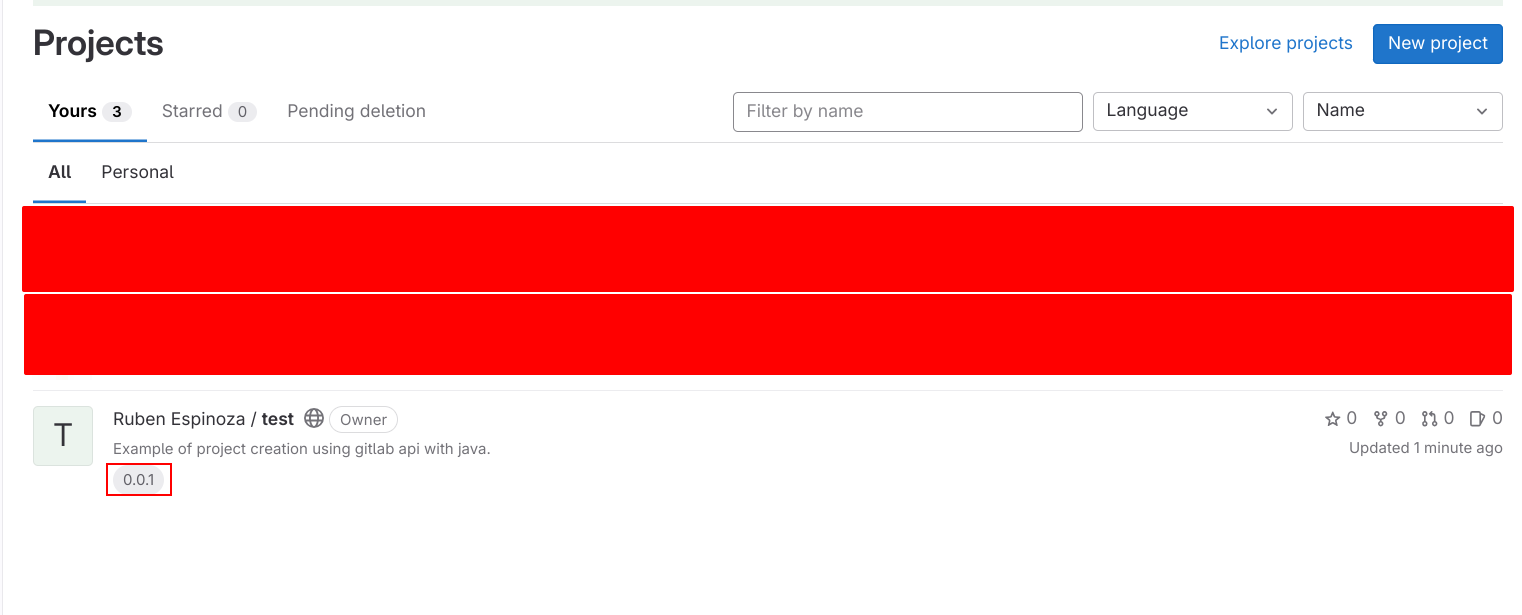 Projects
Explore projects
New project
Yours 3
Starred 0
Pending deletion
Filter by name
Language
Name
All
Personal
T
Ruben Espinoza / test Owner
0 0 0 0
Example of project creation using gitlab api with java.
Updated 1 minute ago
0.0.1